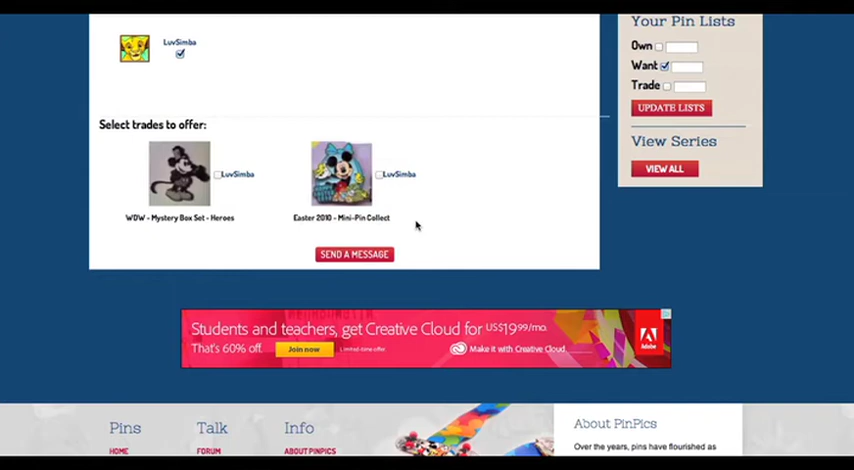 LuvSimba
Select trades to offer:
LuvSimba
LuvSimba
WDW - Mystery Box Set - Heroes
Easter 2010 - Mini-Pin Collect
SEND A MESSAGE
Your Pin Lists
Own
Want
Trade
UPDATE LISTS
View Series
VIEW ALL
Students and teachers, get Creative Cloud for US$19.99/mo.
That's 60% off.
Join now
Limited-time offer.
Make it with Creative Cloud.
Adobe
Pins
HOME
Talk
FORUM
Info
ABOUT PINPICS
About PinPics
Over the years, pins have flourished as